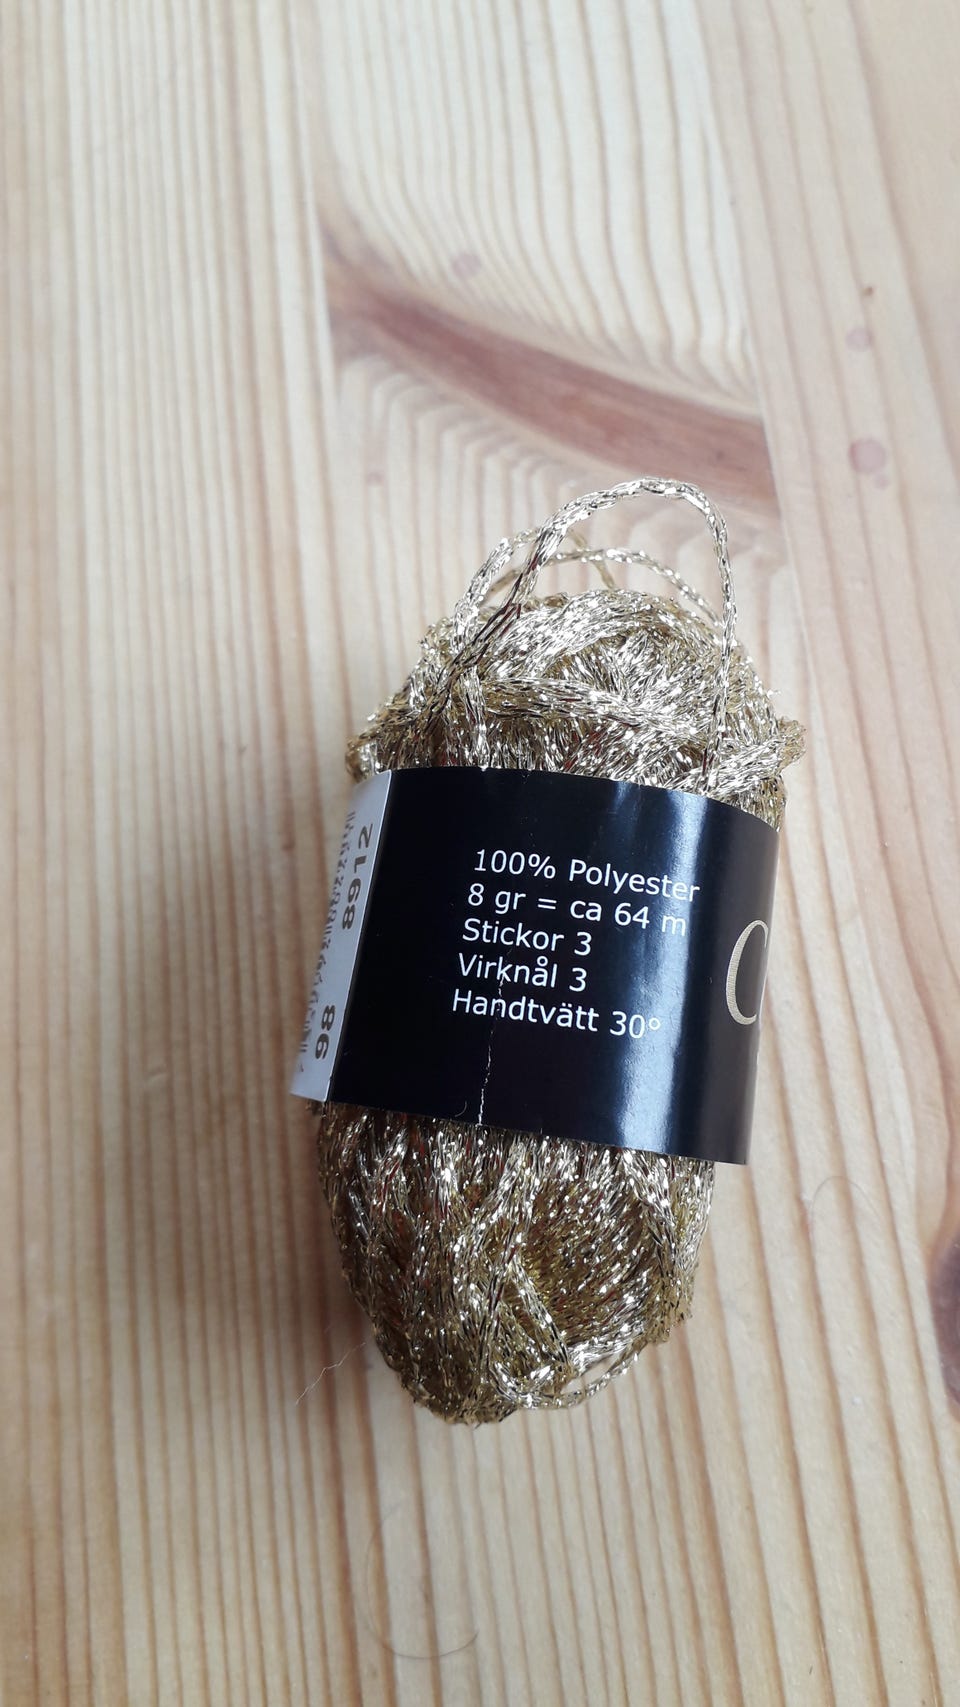 100% Polyester
8 gr = ca 64 m
Stickor 3
Virknål 3
Handtvätt 30°
98 8912
C